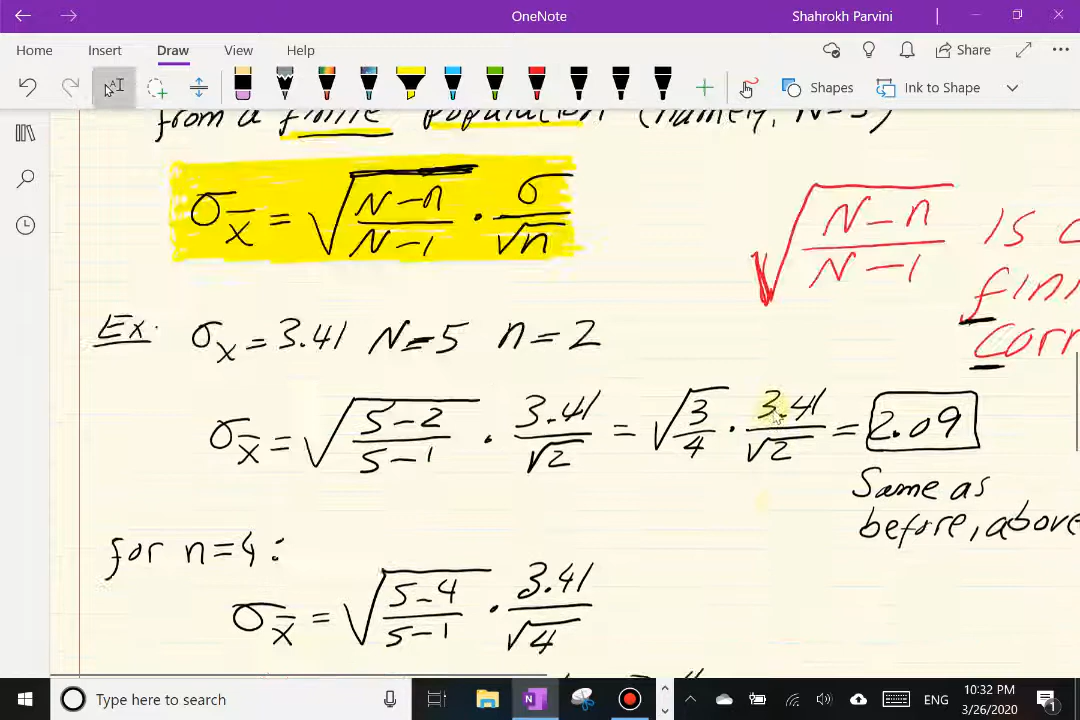 OneNote
Shahrokh Parvini
Home Insert Draw View Help
Share
Shapes
Ink to Shape
from a finite population (namely, N=5)
σx̄ = √((N-n)/(N-1)) · σ/√n
√((N-n)/(N-1)) is
Ex. σx = 3.41 N=5 n=2
σx̄ = √((5-2)/(5-1)) · 3.41/√2 = √(3/4) · 3.41/√2 = 2.09
Same as
before, above
for n=4:
σx̄ = √((5-4)/(5-1)) · 3.41/√4
Type here to search
ENG
10:32 PM
3/26/2020
1